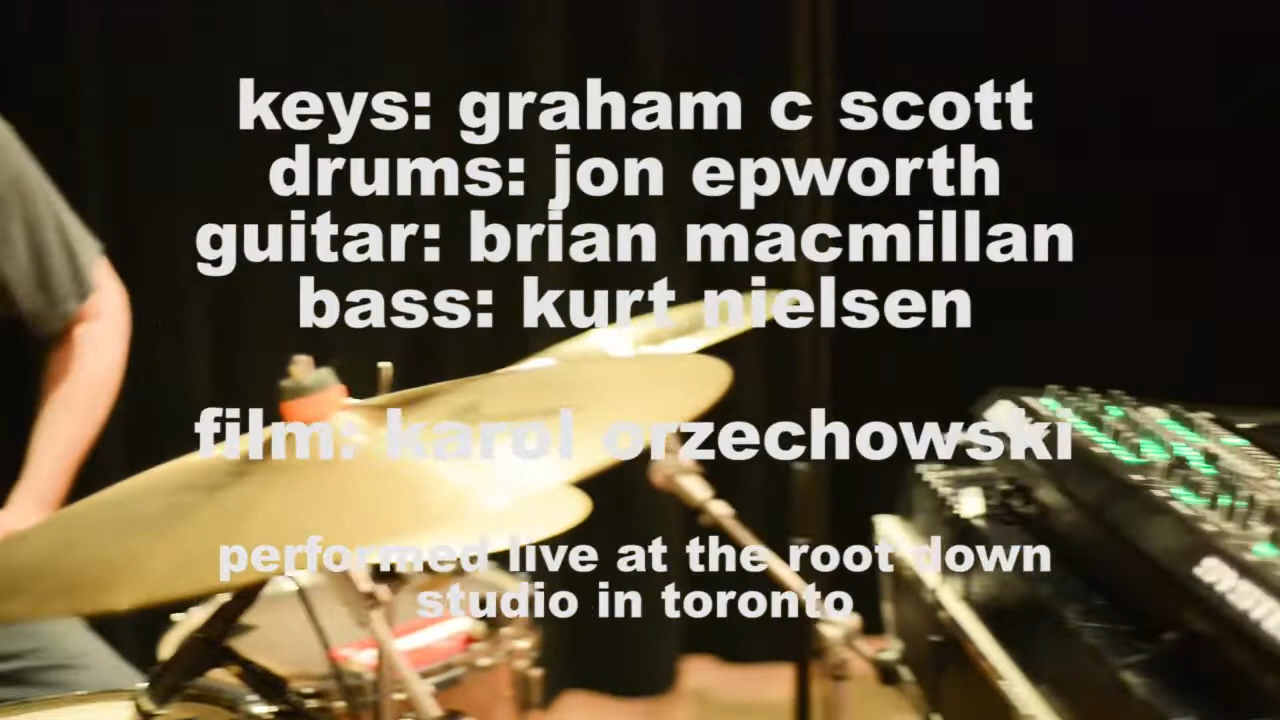 keys: graham c scott
drums: jon epworth
guitar: brian macmillan
bass: kurt nielsen
film: karol orzechowski
performed live at the root down
studio in toronto